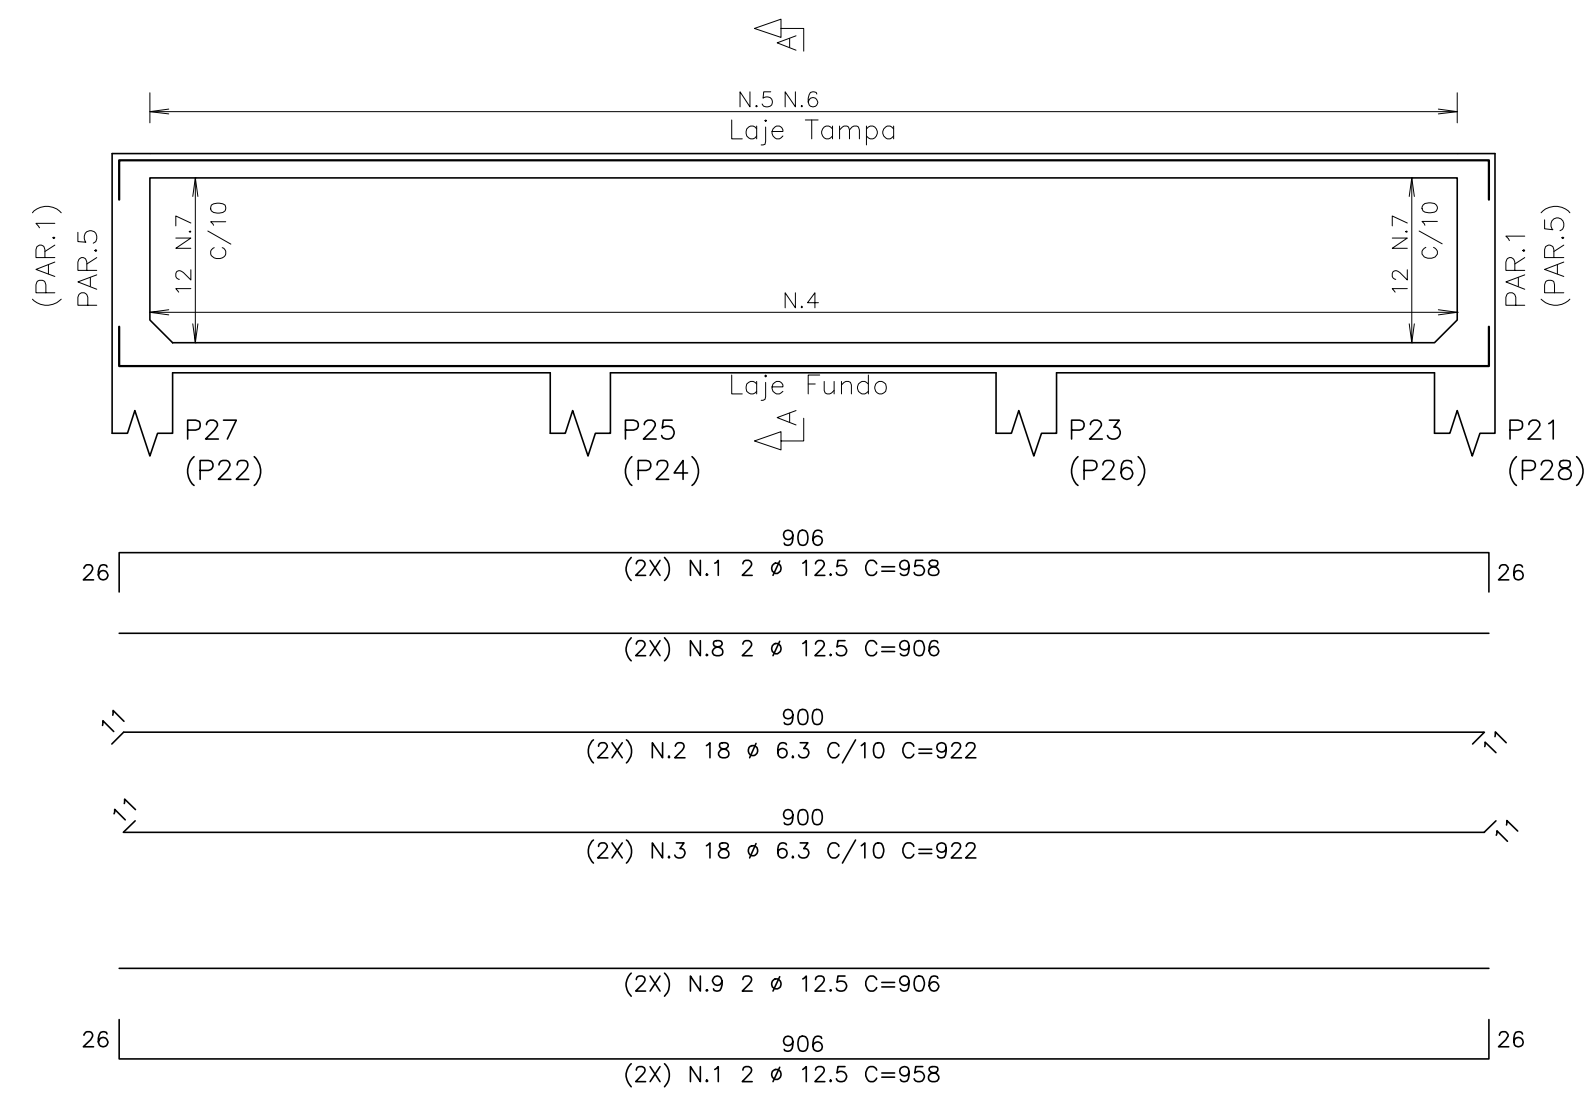 A
N.5 N.6
Laje Tampa
(PAR.1)
PAR.5
12 N.7
C/10
N.4
12 N.7
C/10
PAR.1
(PAR.5)
Laje Fundo
A
P27
(P22)
P25
(P24)
P23
(P26)
P21
(P28)
906
26
(2X) N.1 2 ø 12.5 C=958
26
(2X) N.8 2 ø 12.5 C=906
11
900
(2X) N.2 18 ø 6.3 C/10 C=922
11
11
900
(2X) N.3 18 ø 6.3 C/10 C=922
11
(2X) N.9 2 ø 12.5 C=906
26
906
26
(2X) N.1 2 ø 12.5 C=958